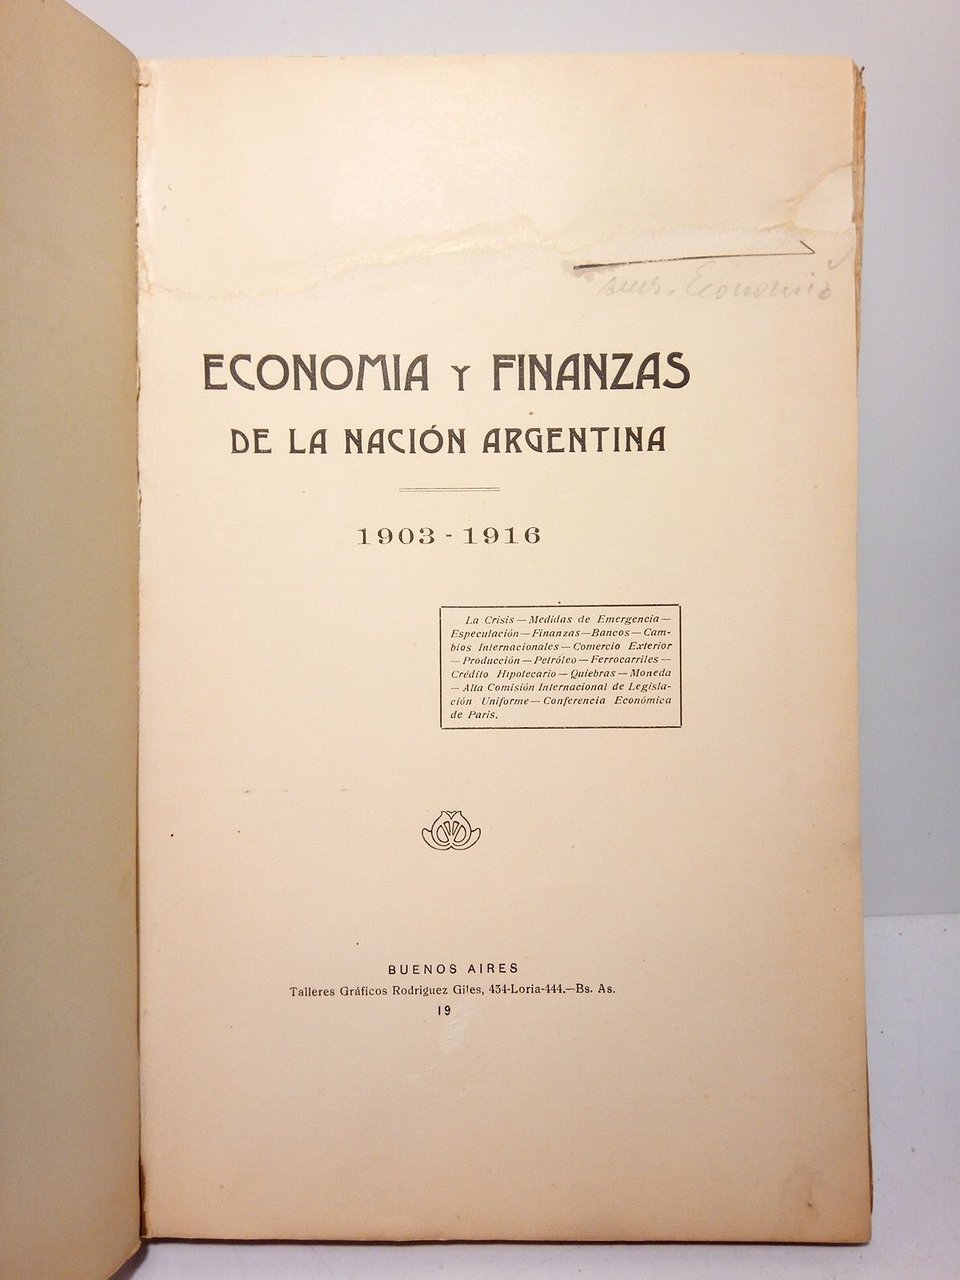 ECONOMIA Y FINANZAS
DE LA NACIÓN ARGENTINA
1903 - 1916
La Crisis — Medidas de Emergencia —
Especulación — Finanzas — Bancos — Cam-
bios Internacionales — Comercio Exterior
— Producción — Petróleo — Ferrocarriles —
Crédito Hipotecario — Quiebras — Moneda
— Alta Comisión Internacional de Legisla-
ción Uniforme — Conferencia Económica
de Paris.
BUENOS AIRES
Talleres Gráficos Rodriguez Giles, 434-Loria-444.—Bs. As.
19